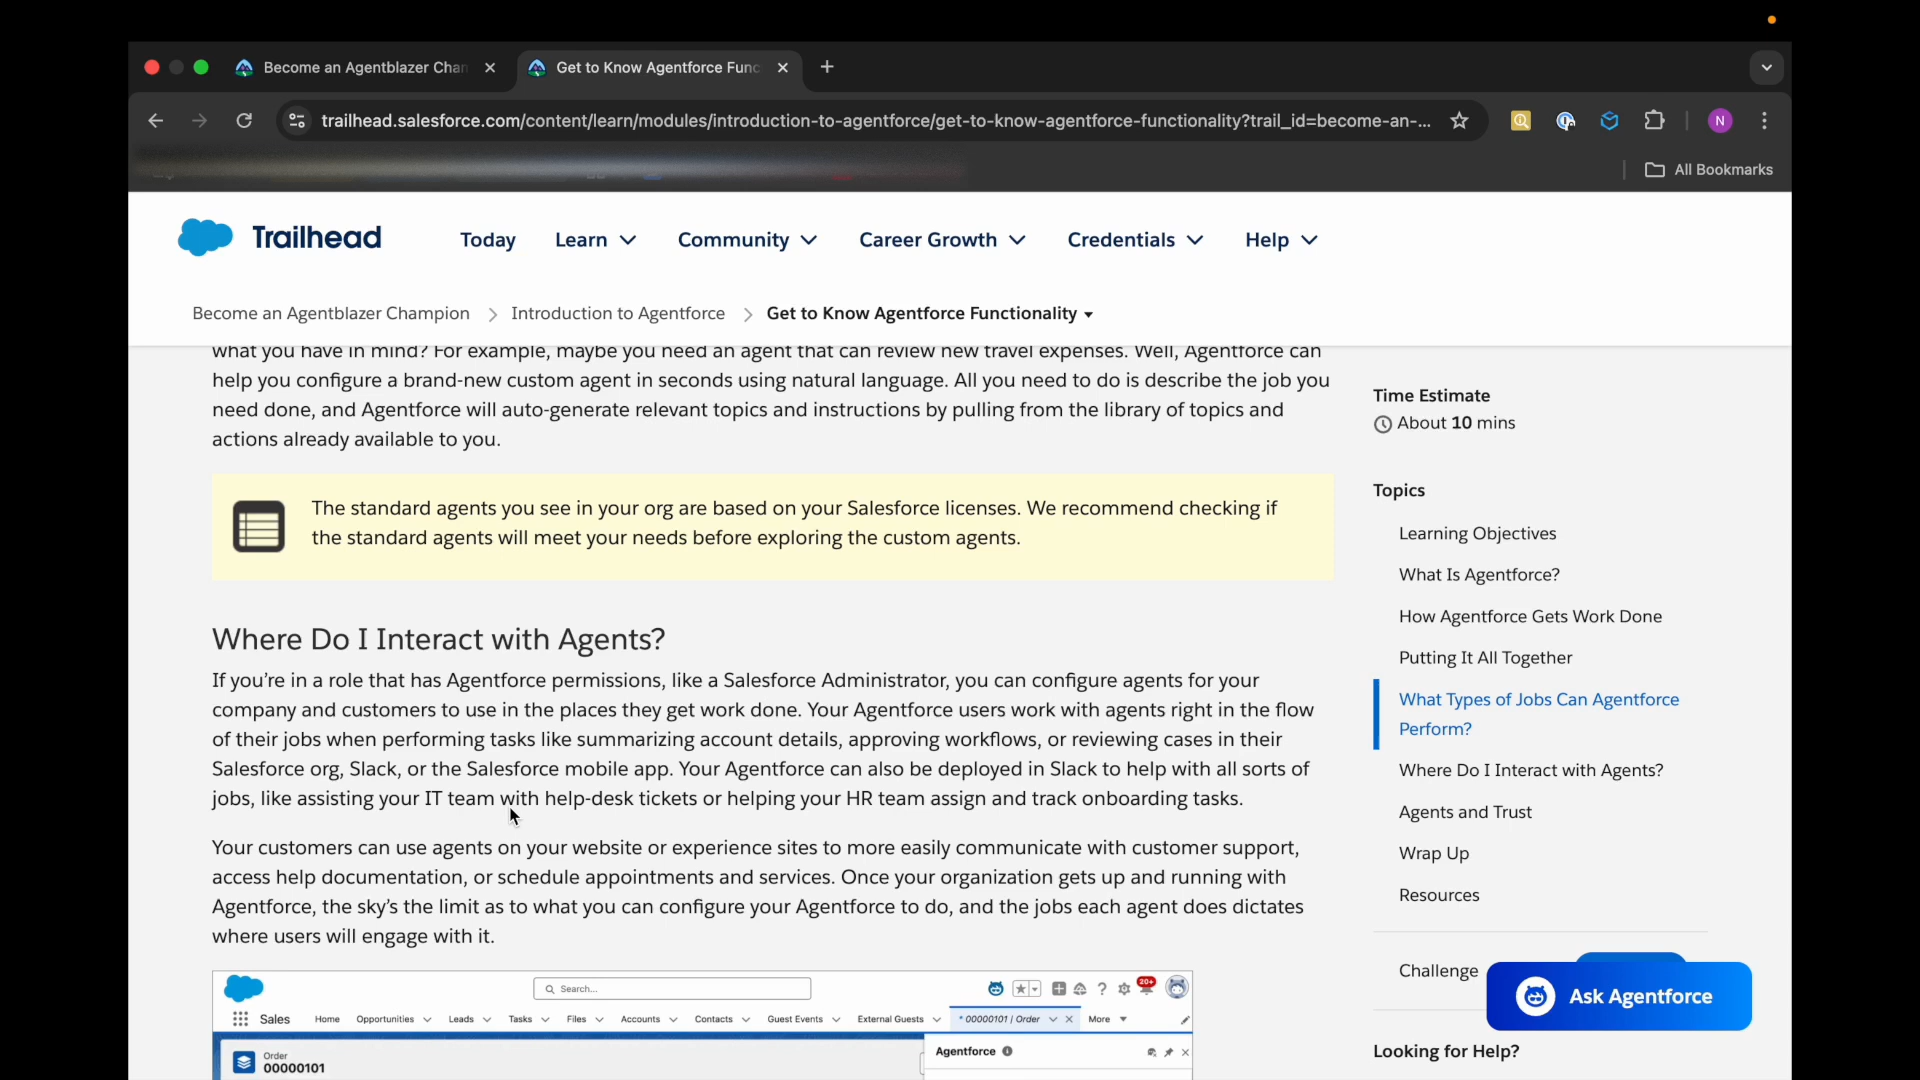 Become an Agentblazer Chan
Get to Know Agentforce Func
trailhead.salesforce.com/content/learn/modules/introduction-to-agentforce/get-to-know-agentforce-functionality?trail_id=become-an-...
N
All Bookmarks
Trailhead
Today
Learn
Community
Career Growth
Credentials
Help
Become an Agentblazer Champion
Introduction to Agentforce
Get to Know Agentforce Functionality
what you have in mind? For example, maybe you need an agent that can review new travel expenses. Well, Agentforce can
help you configure a brand-new custom agent in seconds using natural language. All you need to do is describe the job you
need done, and Agentforce will auto-generate relevant topics and instructions by pulling from the library of topics and
actions already available to you.
The standard agents you see in your org are based on your Salesforce licenses. We recommend checking if
the standard agents will meet your needs before exploring the custom agents.
Where Do I Interact with Agents?
If you’re in a role that has Agentforce permissions, like a Salesforce Administrator, you can configure agents for your
company and customers to use in the places they get work done. Your Agentforce users work with agents right in the flow
of their jobs when performing tasks like summarizing account details, approving workflows, or reviewing cases in their
Salesforce org, Slack, or the Salesforce mobile app. Your Agentforce can also be deployed in Slack to help with all sorts of
jobs, like assisting your IT team with help-desk tickets or helping your HR team assign and track onboarding tasks.
Your customers can use agents on your website or experience sites to more easily communicate with customer support,
access help documentation, or schedule appointments and services. Once your organization gets up and running with
Agentforce, the sky’s the limit as to what you can configure your Agentforce to do, and the jobs each agent does dictates
where users will engage with it.
Search...
20+
Sales
Home
Opportunities
Leads
Tasks
Files
Accounts
Contacts
Guest Events
External Guests
* 00000101 | Order
More
Order
00000101
Agentforce
Time Estimate
About 10 mins
Topics
Learning Objectives
What Is Agentforce?
How Agentforce Gets Work Done
Putting It All Together
What Types of Jobs Can Agentforce
Perform?
Where Do I Interact with Agents?
Agents and Trust
Wrap Up
Resources
Challenge
Ask Agentforce
Looking for Help?